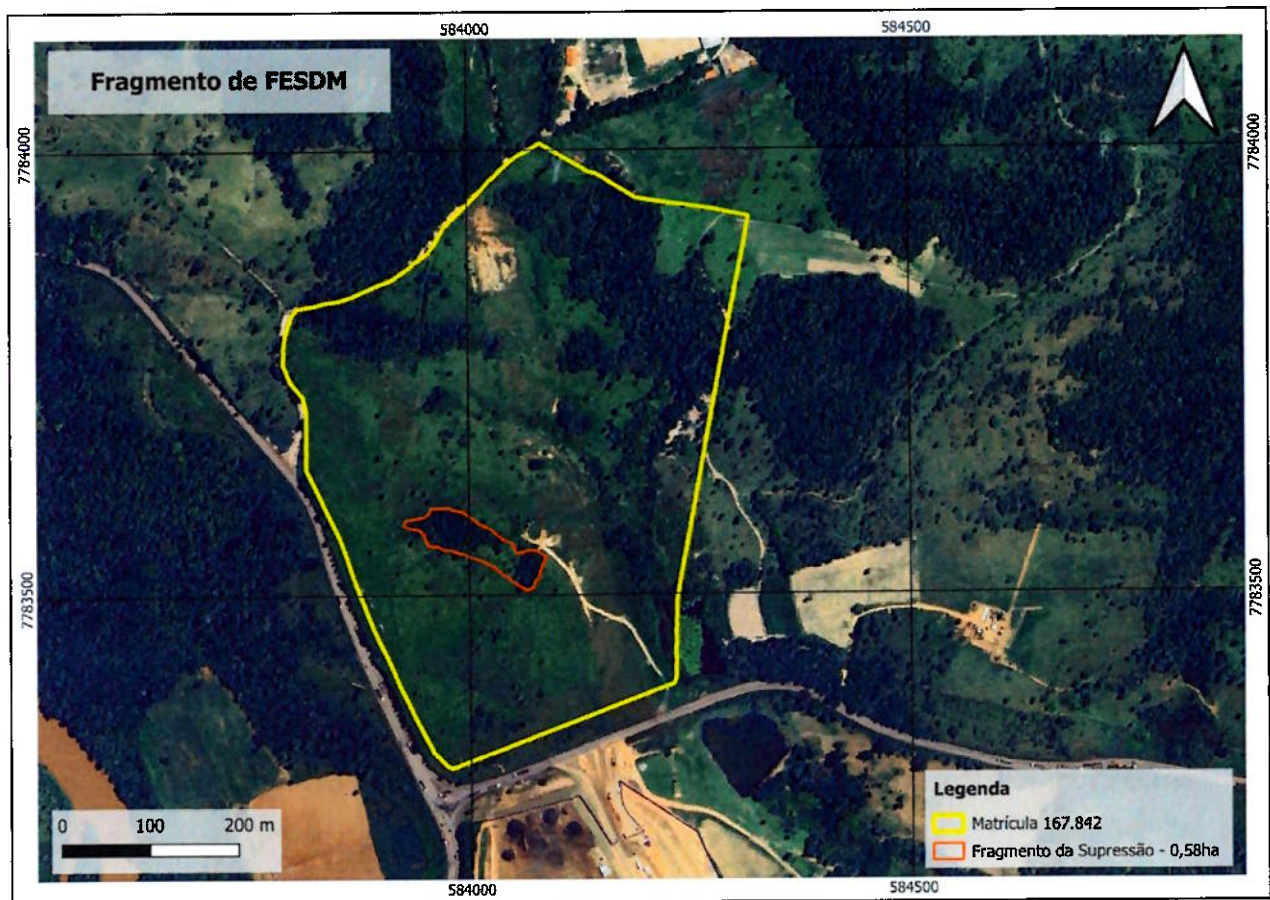 584000
584500
Fragmento de FESDM
7784000
7784000
7783500
7783500
Legenda
Matrícula 167.842
Fragmento da Supressão - 0,58ha
0 100 200 m
584000
584500